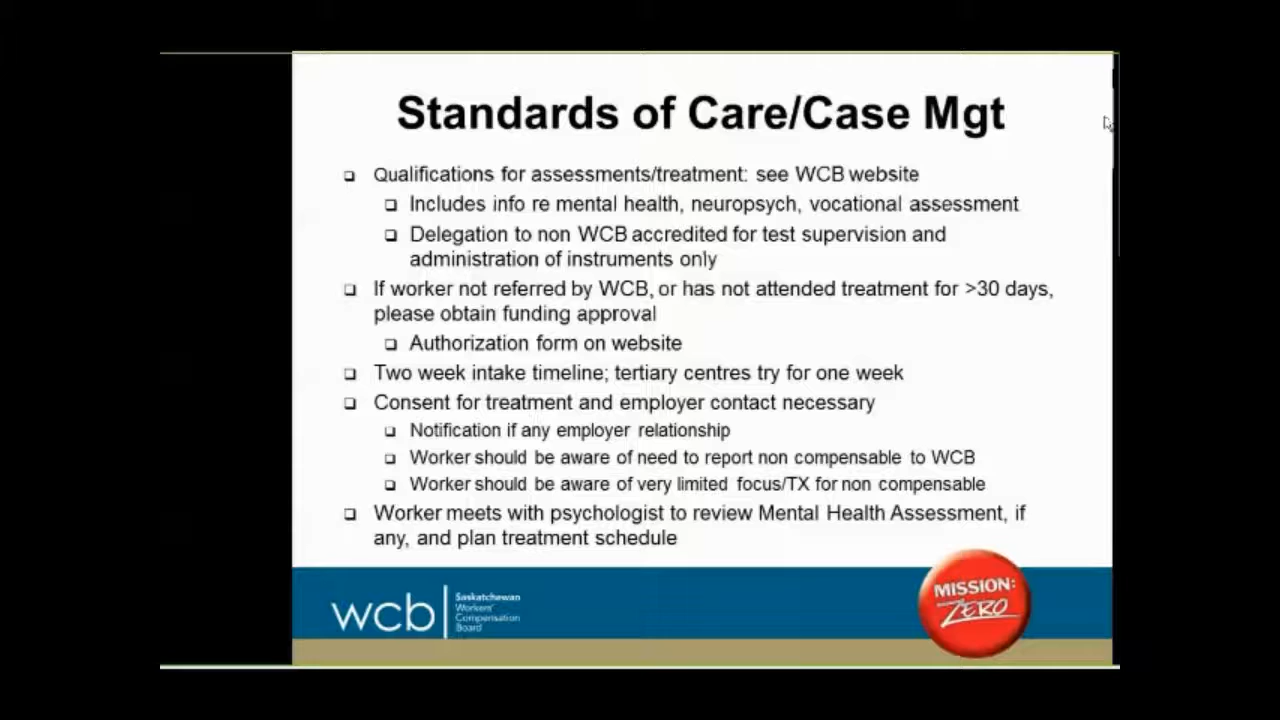 Standards of Care/Case Mgt
Qualifications for assessments/treatment: see WCB website
Includes info re mental health, neuropsych, vocational assessment
Delegation to non WCB accredited for test supervision and
administration of instruments only
If worker not referred by WCB, or has not attended treatment for >30 days,
please obtain funding approval
Authorization form on website
Two week intake timeline; tertiary centres try for one week
Consent for treatment and employer contact necessary
Notification if any employer relationship
Worker should be aware of need to report non compensable to WCB
Worker should be aware of very limited focus/TX for non compensable
Worker meets with psychologist to review Mental Health Assessment, if
any, and plan treatment schedule
wcb
Saskatchewan
Workers'
Compensation
Board
MISSION:
ZERO